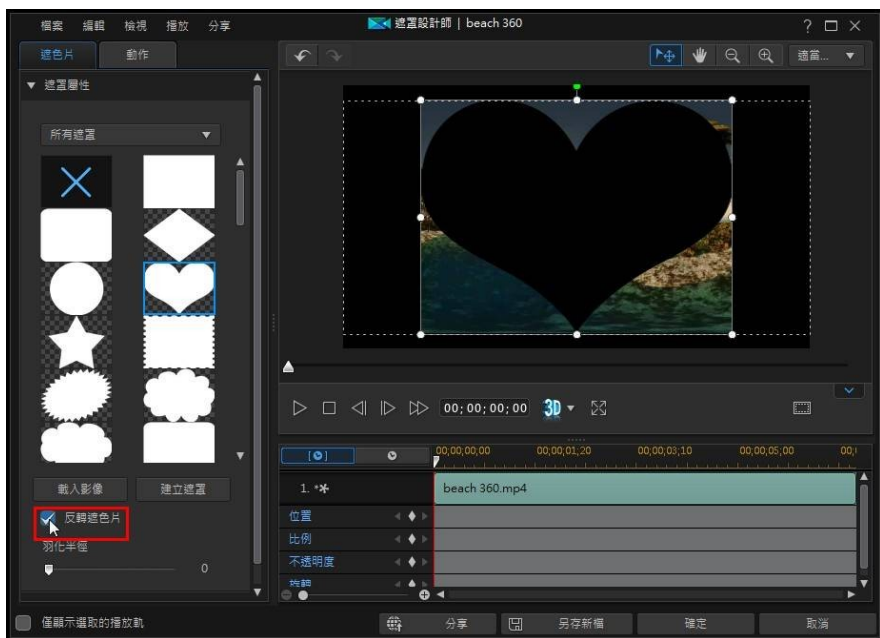 檔案 編輯 檢視 播放 分享
遮罩設計師 | beach 360
遮色片 動作
適當...
遮罩屬性
所有遮罩
載入影像 建立遮罩
反轉遮色片
羽化半徑
0
00;00;00;00 3D
00;00;00;00 00;00;01;20 00;00;03;10 00;00;05;00
1. beach 360.mp4
位置
比例
不透明度
旋轉
僅顯示選取的播放軌
分享 另存新檔 確定 取消